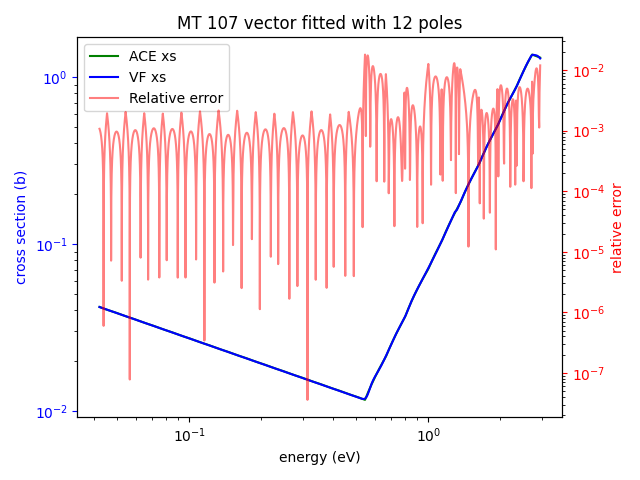 MT 107 vector fitted with 12 poles
ACE xs
VF xs
Relative error
10^0
10^-1
10^-2
cross section (b)
10^-2
10^-3
10^-4
10^-5
10^-6
10^-7
relative error
10^-1
10^0
energy (eV)